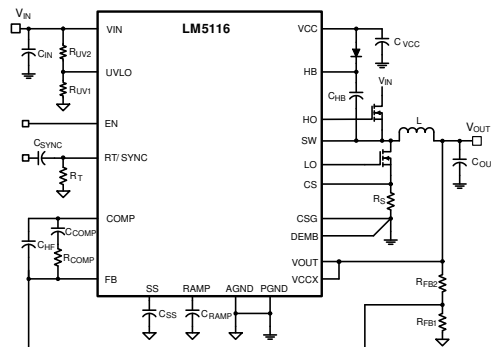 VIN
LM5116
VIN
VCC
CIN
RUV2
CVCC
UVLO
HB
RUV1
VIN
CHB
EN
HO
SW
L
VOUT
CSYNC
RT/SYNC
LO
COU
RT
CS
RS
COMP
CSG
CCOMP
DEMB
CHF
RCOMP
VOUT
FB
VCCX
SS
RAMP
AGND
PGND
RFB2
CSS
CRAMP
RFB1